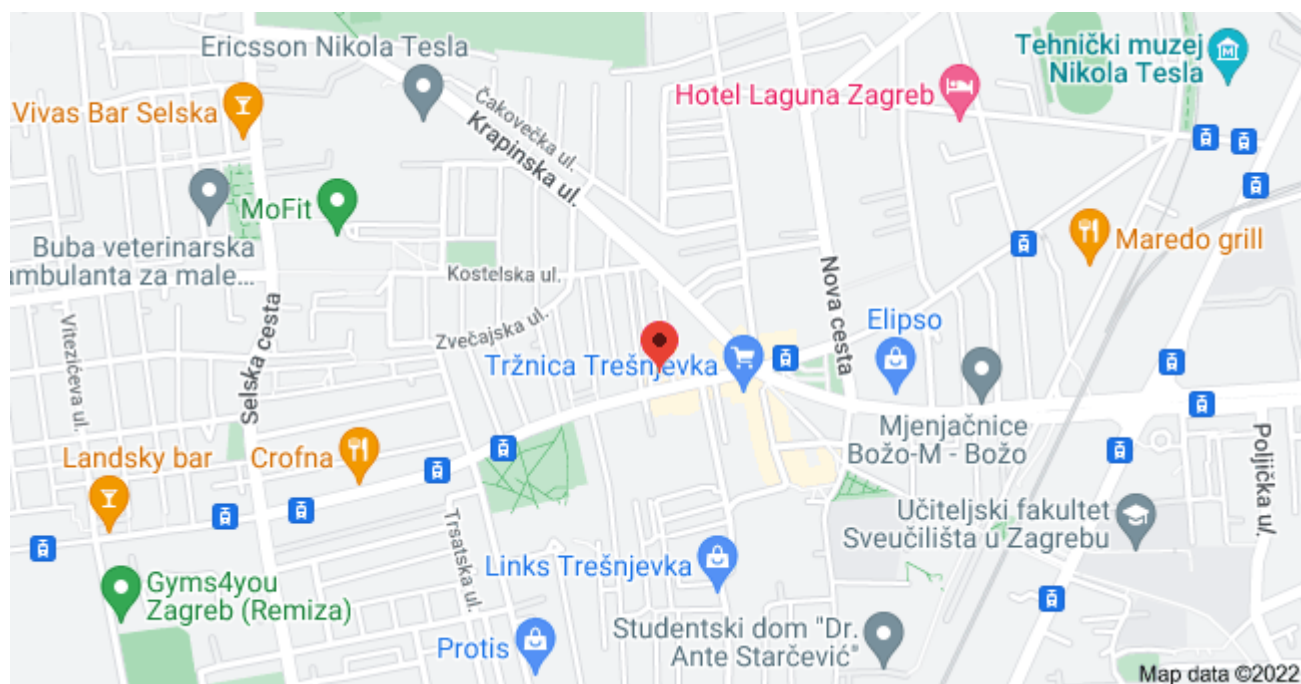 Ericsson Nikola Tesla
Tehnički muzej
Nikola Tesla
Hotel Laguna Zagreb
Vivas Bar Selska
Čakovečka ul.
Krapinska ul.
MoFit
Buba veterinarska
ambulanta za male...
Maredo grill
Kostelska ul.
Nova cesta
Zvečajska ul.
Elipso
Vitezićeva ul.
Selska cesta
Tržnica Trešnjevka
Mjenjačnice
Božo-M - Božo
Poljička ul.
Landsky bar
Crofna
Učiteljski fakultet
Sveučilišta u Zagrebu
Trsatska ul.
Links Trešnjevka
Gyms4you
Zagreb (Remiza)
Studentski dom "Dr.
Ante Starčević"
Protis
Map data ©2022